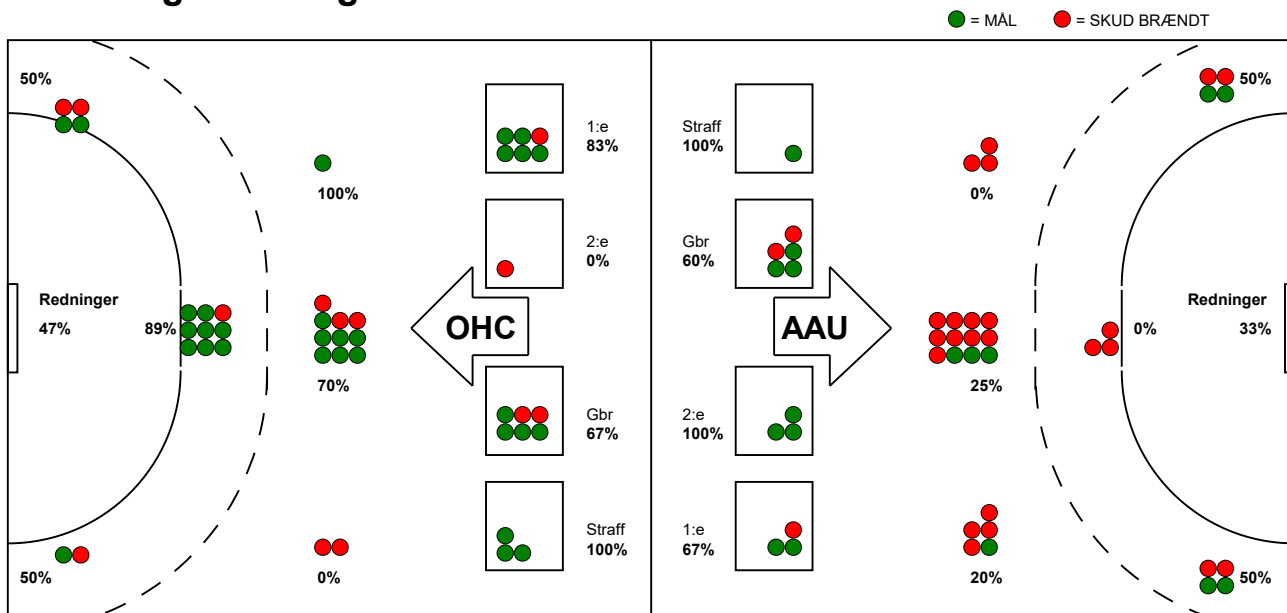 = MÅL
= SKUD BRÆNDT
50%
100%
Redninger
47%
89%
70%
50%
0%
1:e
83%
2:e
0%
OHC
Gbr
67%
Straff
100%
Straff
100%
Gbr
60%
AAU
2:e
100%
1:e
67%
0%
50%
25%
0%
Redninger
33%
20%
50%